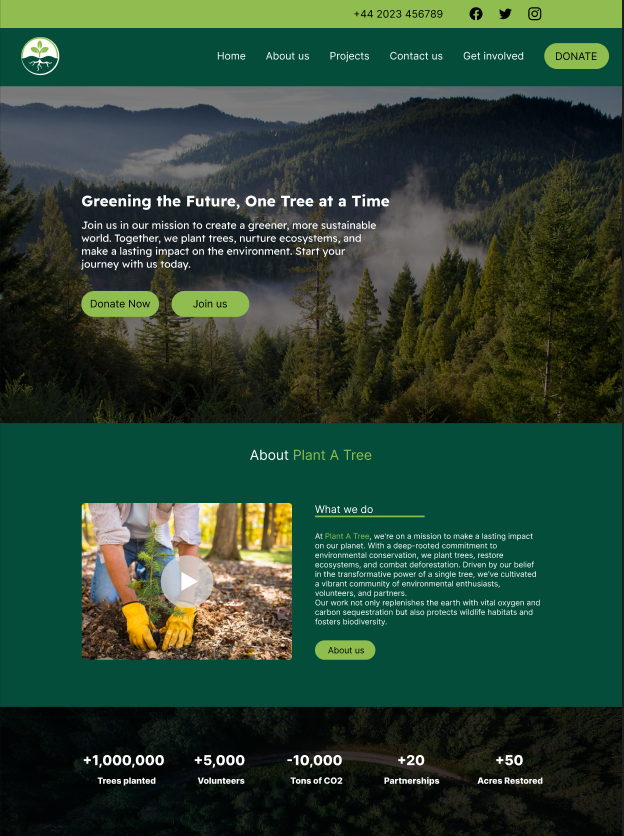 +44 2023 456789
Home About us Projects Contact us Get involved DONATE
Greening the Future, One Tree at a Time
Join us in our mission to create a greener, more sustainable
world. Together, we plant trees, nurture ecosystems, and
make a lasting impact on the environment. Start your
journey with us today.
Donate Now Join us
About Plant A Tree
What we do
At Plant A Tree, we're on a mission to make a lasting impact
on our planet. With a deep-rooted commitment to
environmental conservation, we plant trees, restore
ecosystems, and combat deforestation. Driven by our belief
in the transformative power of a single tree, we've cultivated
a vibrant community of environmental enthusiasts,
volunteers, and partners.
Our work not only replenishes the earth with vital oxygen and
carbon sequestration but also protects wildlife habitats and
fosters biodiversity.
About us
+1,000,000 +5,000 -10,000 +20 +50
Trees planted Volunteers Tons of CO2 Partnerships Acres Restored